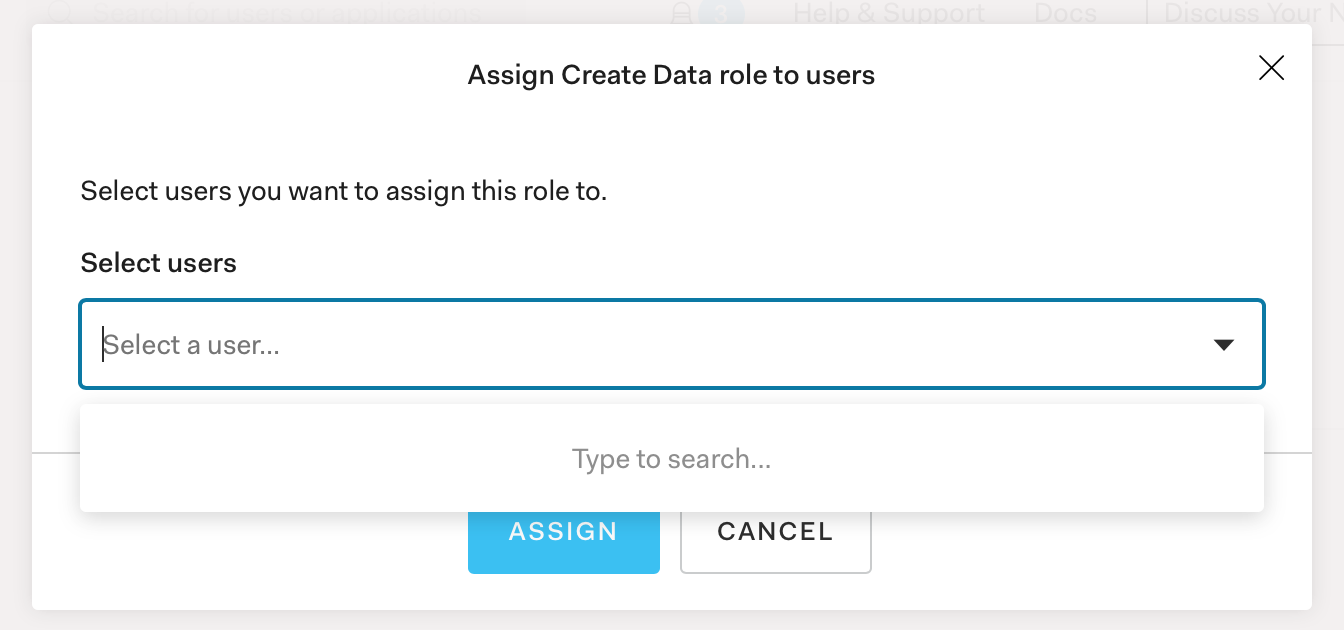 Search for users or applications
3
Help & Support
Docs
Discuss Your N
Assign Create Data role to users
Select users you want to assign this role to.
Select users
Select a user...
Type to search...
ASSIGN
CANCEL